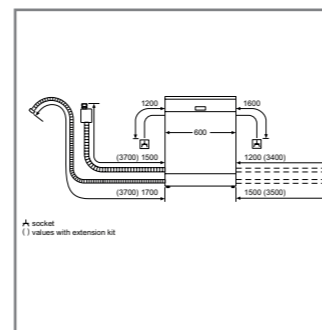 1200 1600
600
(3700) 1500 1200 (3400)
(3700) 1700 1500 (3500)
socket
( ) values with extension kit